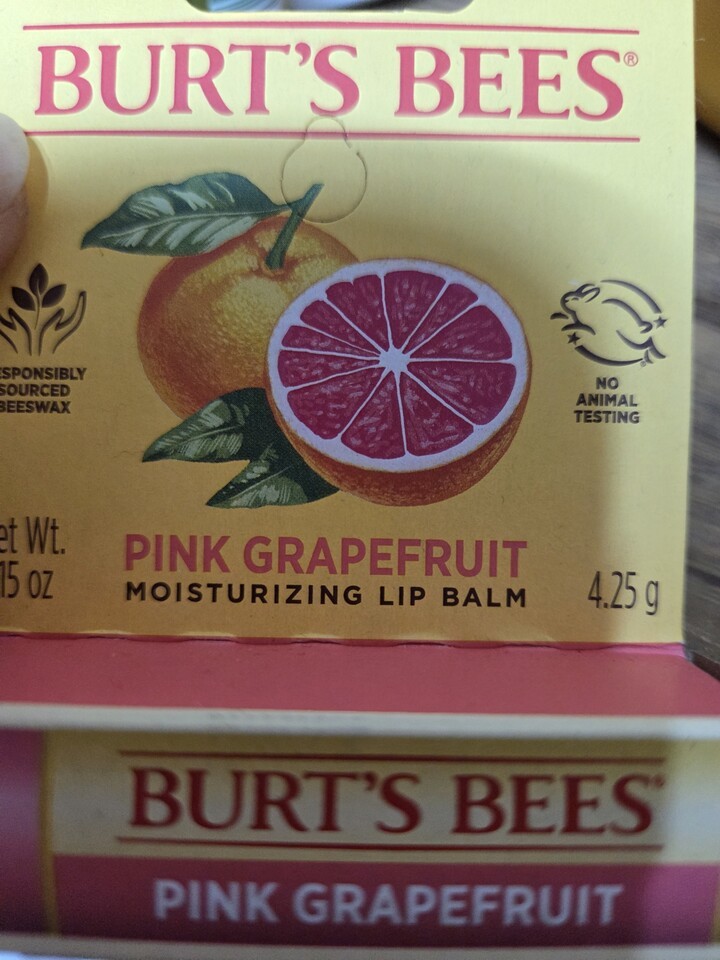 BURT'S BEES®
ESPONSIBLY
SOURCED
BEESWAX
NO
ANIMAL
TESTING
et Wt.
15 oz
PINK GRAPEFRUIT
MOISTURIZING LIP BALM
4.25 g
BURT'S BEES®
PINK GRAPEFRUIT